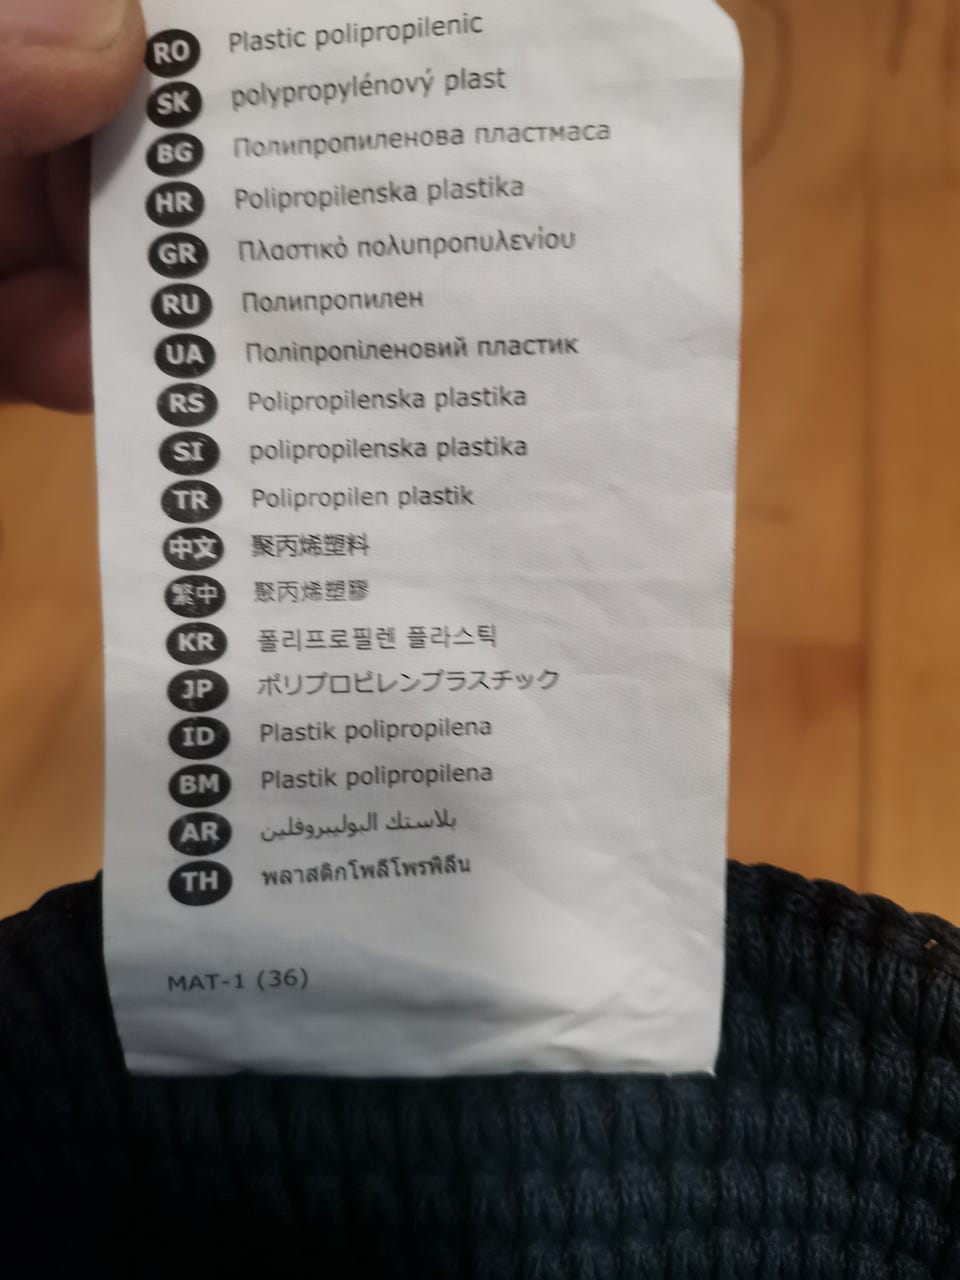 RO Plastic polipropilenic
SK polypropylénový plast
BG Полипропиленова пластмаса
HR Polipropilenska plastika
GR Πλαστικό πολυπροπυλενίου
RU Полипропилен
UA Поліпропіленовий пластик
RS Polipropilenska plastika
SI polipropilenska plastika
TR Polipropilen plastik
中文 聚丙烯塑料
繁中 聚丙烯塑膠
KR 폴리프로필렌 플라스틱
JP ポリプロピレンプラスチック
ID Plastik polipropilena
BM Plastik polipropilena
AR بلاستك البوليبروفلين
TH พลาสติกโพลีโพรพิลีน
MAT-1 (36)